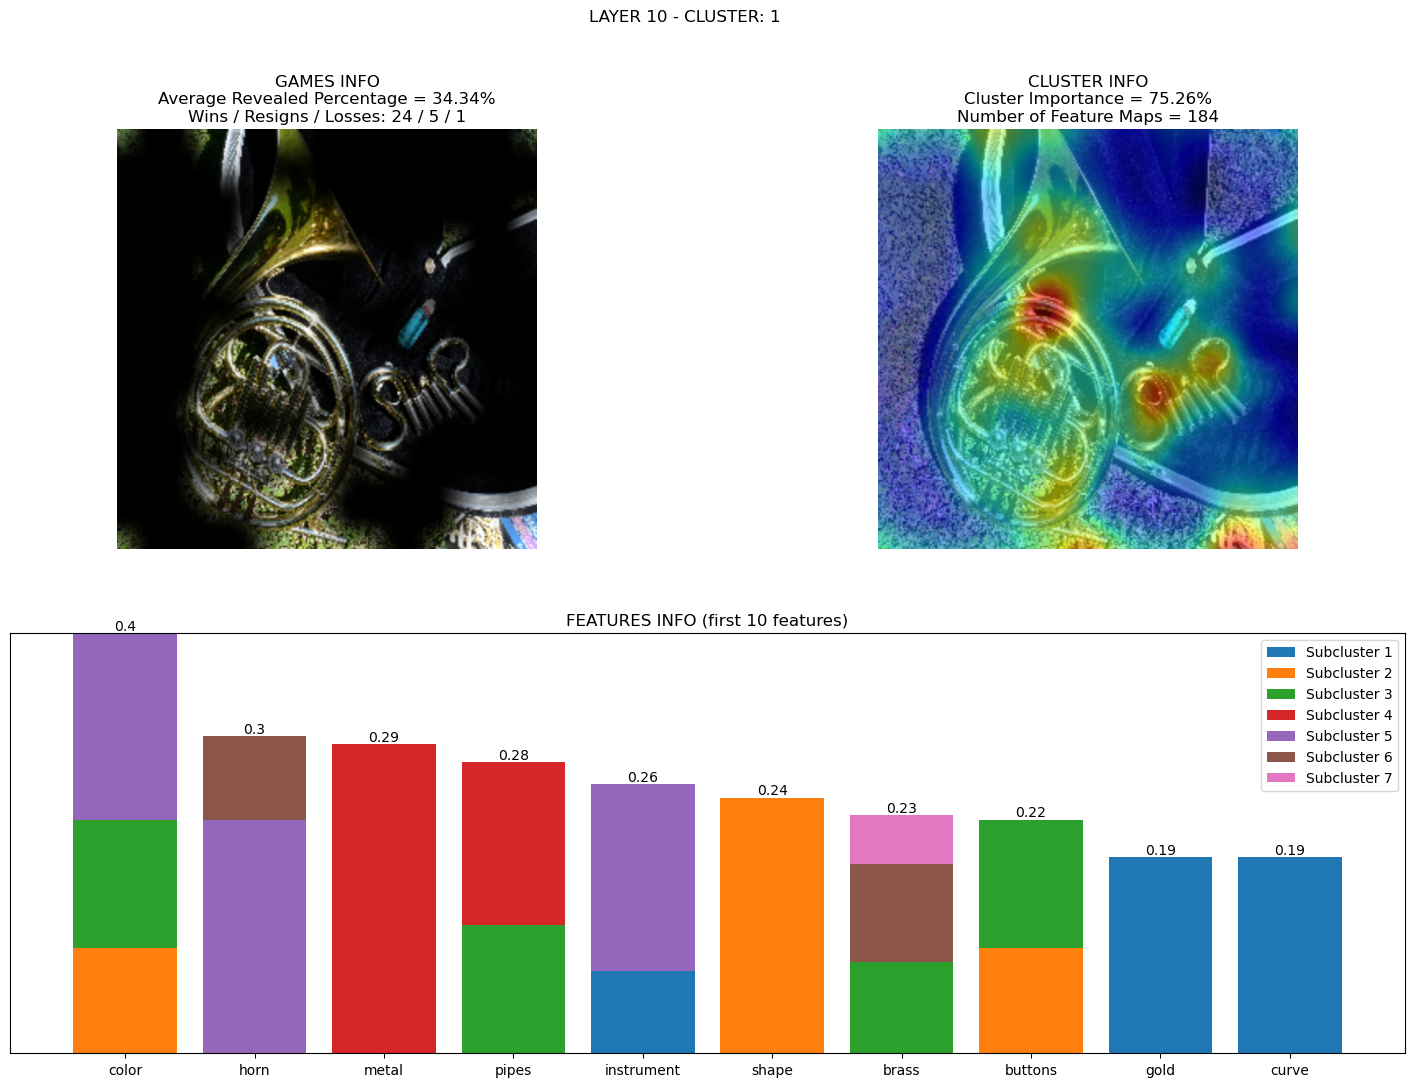 LAYER 10 - CLUSTER: 1
GAMES INFO
Average Revealed Percentage = 34.34%
Wins / Resigns / Losses: 24 / 5 / 1
CLUSTER INFO
Cluster Importance = 75.26%
Number of Feature Maps = 184
FEATURES INFO (first 10 features)
0.4
0.3
0.29
0.28
0.26
0.24
0.23
0.22
0.19
0.19
Subcluster 1
Subcluster 2
Subcluster 3
Subcluster 4
Subcluster 5
Subcluster 6
Subcluster 7
color
horn
metal
pipes
instrument
shape
brass
buttons
gold
curve